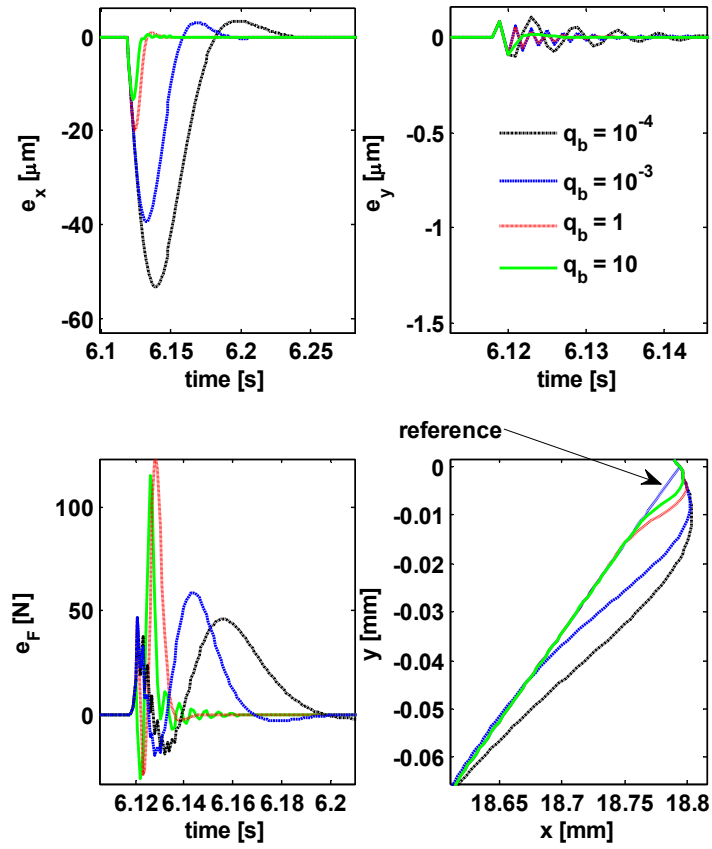 0
-20
-40
-60
e_x [μm]
6.1 6.15 6.2 6.25
time [s]
0
-0.5
-1
-1.5
e_y [μm]
q_b = 10^-4
q_b = 10^-3
q_b = 1
q_b = 10
6.12 6.13 6.14
time [s]
100
50
0
e_F [N]
6.12 6.14 6.16 6.18 6.2
time [s]
reference
0
-0.01
-0.02
-0.03
-0.04
-0.05
-0.06
y [mm]
18.65 18.7 18.75 18.8
x [mm]